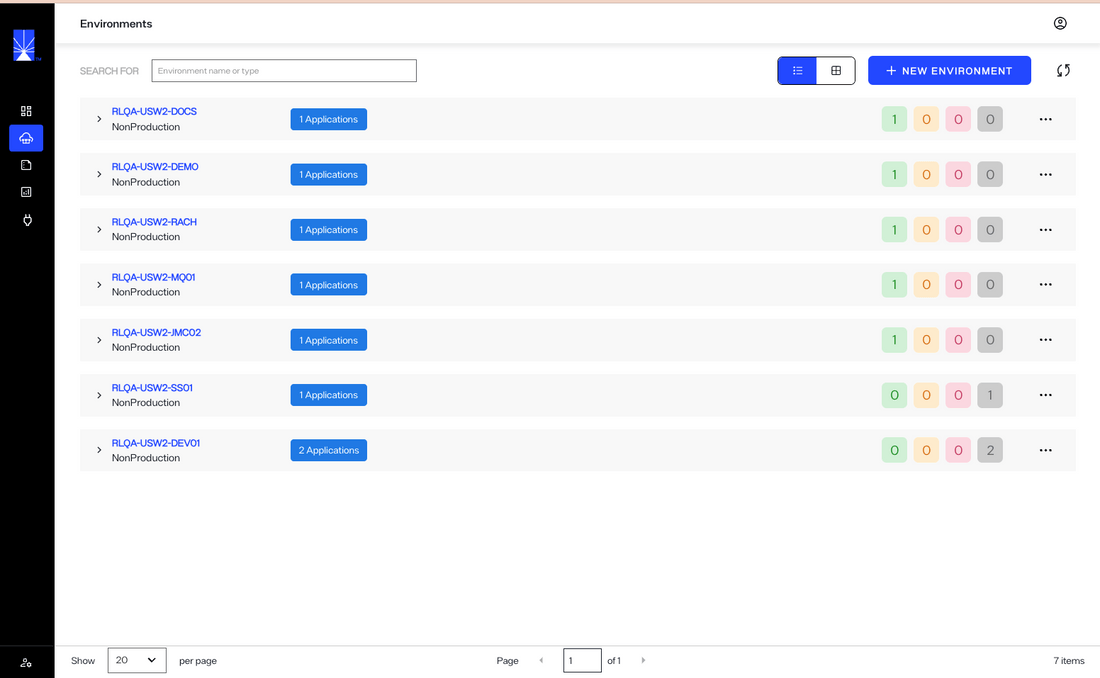 Environments
SEARCH FOR
Environment name or type
NEW ENVIRONMENT
RLQA-USW2-DOCS
NonProduction
1 Applications
1 0 0 0
RLQA-USW2-DEMO
NonProduction
1 Applications
1 0 0 0
RLQA-USW2-RACH
NonProduction
1 Applications
1 0 0 0
RLQA-USW2-MQ01
NonProduction
1 Applications
1 0 0 0
RLQA-USW2-JMC02
NonProduction
1 Applications
1 0 0 0
RLQA-USW2-SS01
NonProduction
1 Applications
0 0 0 1
RLQA-USW2-DEV01
NonProduction
2 Applications
0 0 0 2
Show 20 per page
Page 1 of 1
7 items